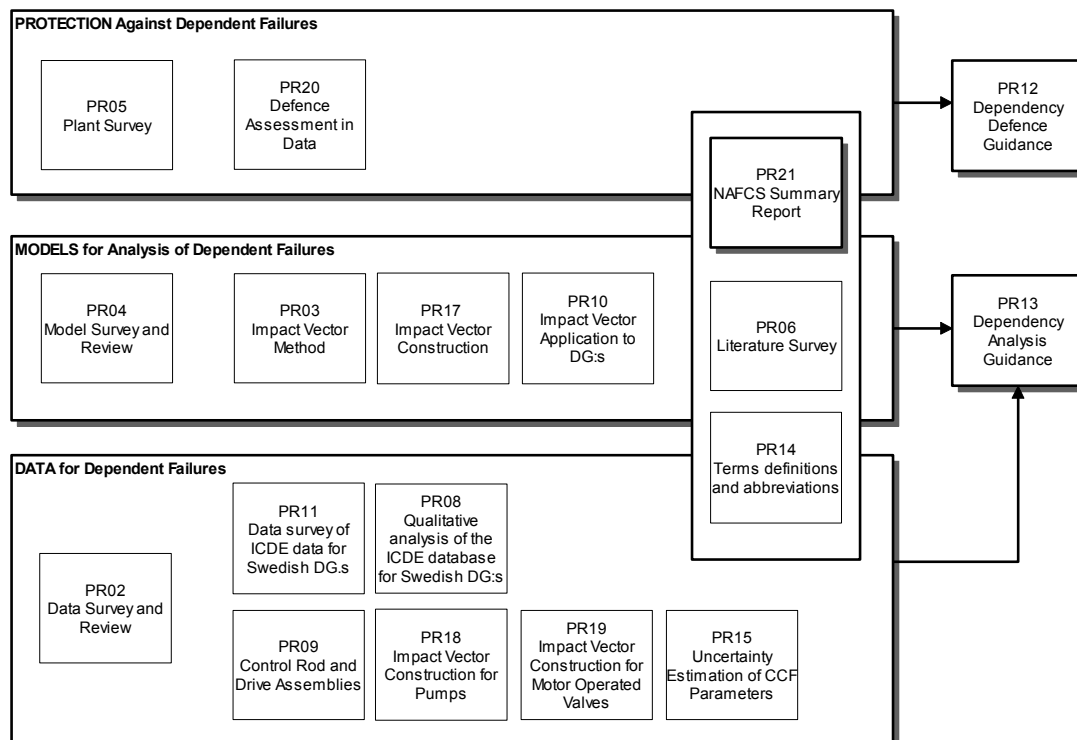 PROTECTION Against Dependent Failures
PR05
Plant Survey
PR20
Defence
Assessment in
Data
PR12
Dependency
Defence
Guidance
PR21
NAFCS Summary
Report
MODELS for Analysis of Dependent Failures
PR04
Model Survey and
Review
PR03
Impact Vector
Method
PR17
Impact Vector
Construction
PR10
Impact Vector
Application to
DG:s
PR06
Literature Survey
PR13
Dependency
Analysis
Guidance
PR14
Terms definitions
and abbreviations
DATA for Dependent Failures
PR02
Data Survey and
Review
PR11
Data survey of
ICDE data for
Swedish DG.s
PR08
Qualitative
analysis of the
ICDE database
for Swedish DG:s
PR09
Control Rod and
Drive Assemblies
PR18
Impact Vector
Construction for
Pumps
PR19
Impact Vector
Construction for
Motor Operated
Valves
PR15
Uncertainty
Estimation of CCF
Parameters